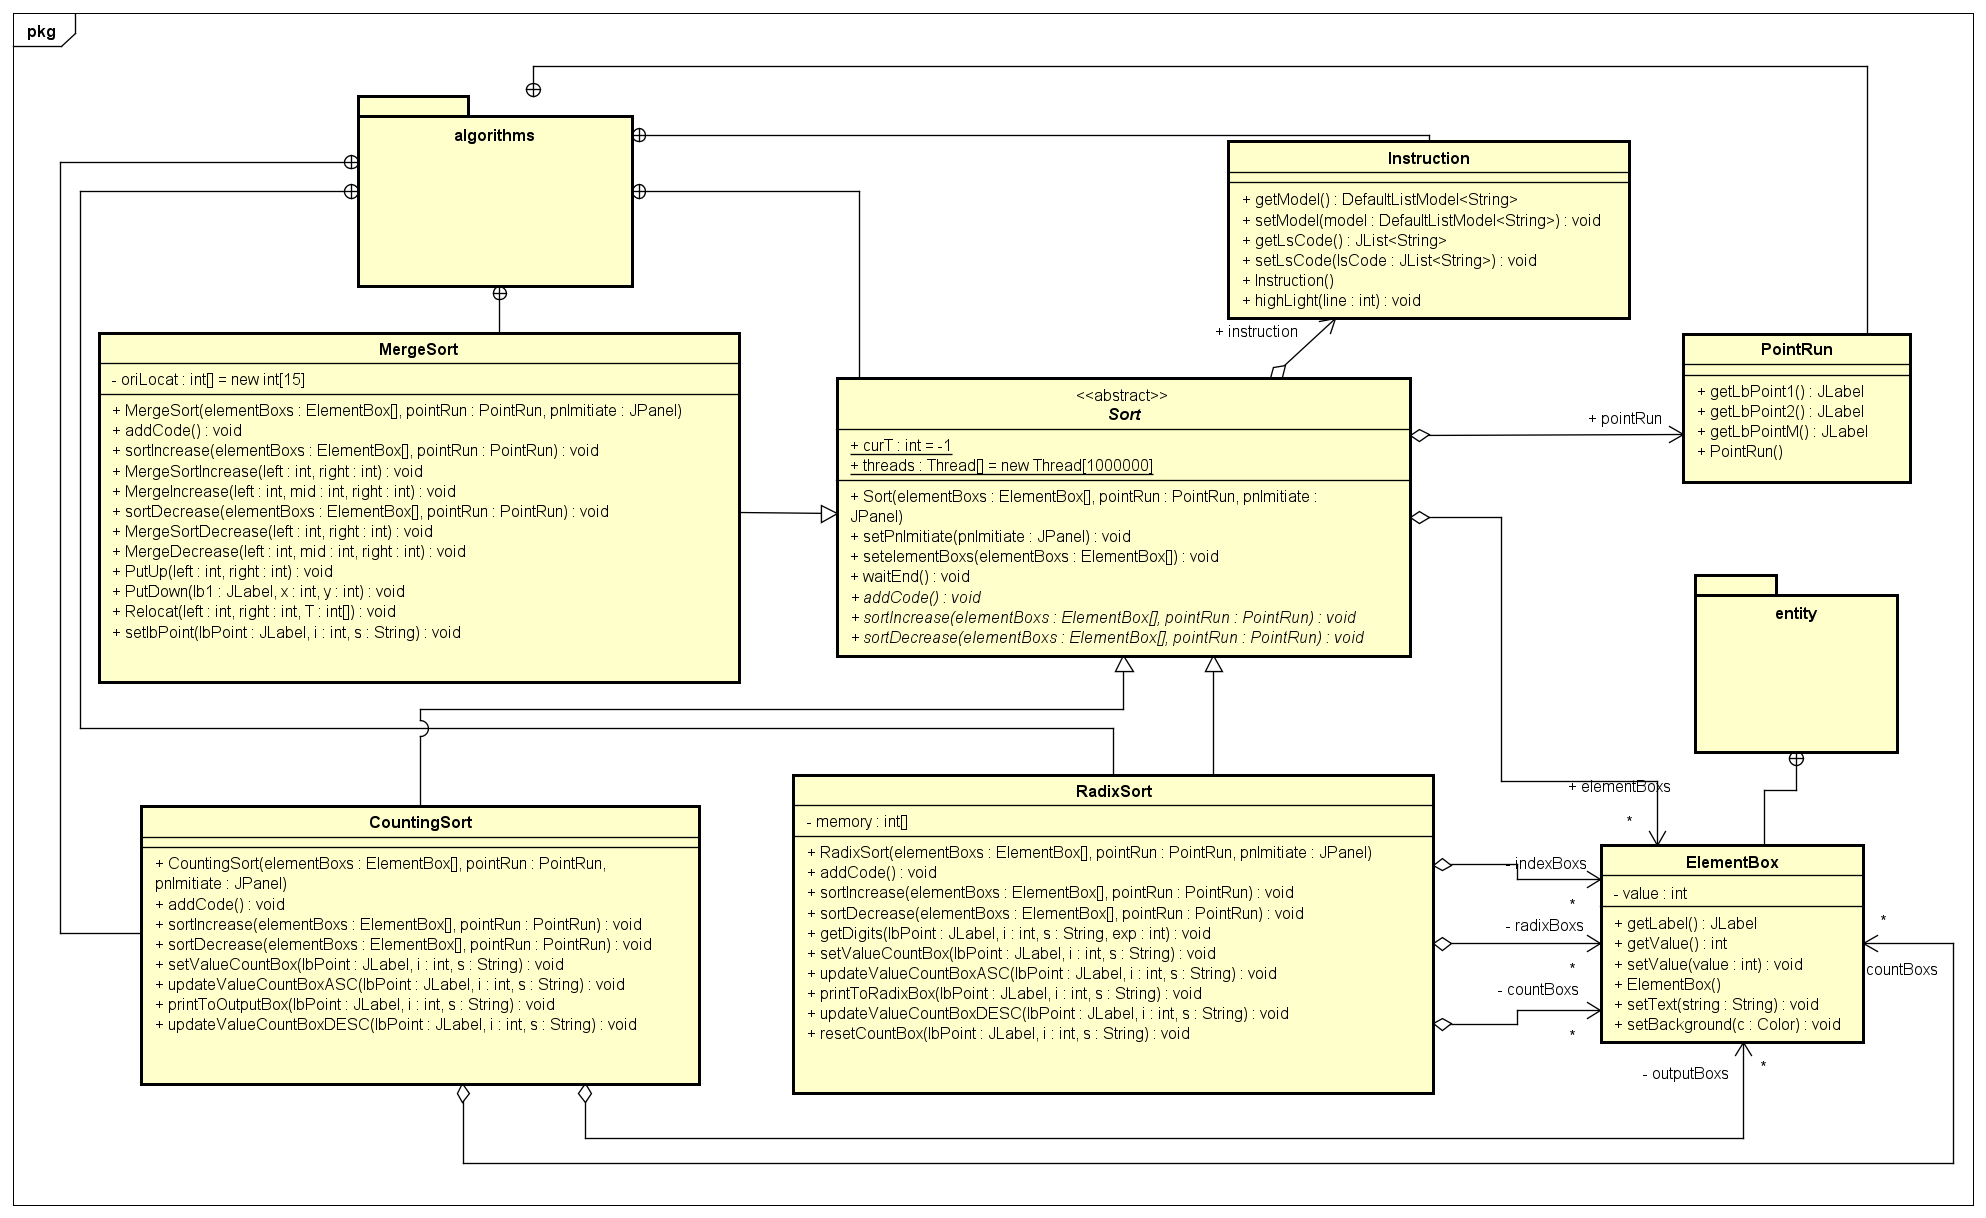 pkg
algorithms
Instruction
+ getModel() : DefaultListModel<String>
+ setModel(model : DefaultListModel<String>) : void
+ getLsCode() : JList<String>
+ setLsCode(lsCode : JList<String>) : void
+ Instruction()
+ highLight(line : int) : void
+ instruction
MergeSort
- oriLocat : int[] = new int[15]
+ MergeSort(elementBoxs : ElementBox[], pointRun : PointRun, pnImitiate : JPanel)
+ addCode() : void
+ sortIncrease(elementBoxs : ElementBox[], pointRun : PointRun) : void
+ MergeSortIncrease(left : int, right : int) : void
+ MergeIncrease(left : int, mid : int, right : int) : void
+ sortDecrease(elementBoxs : ElementBox[], pointRun : PointRun) : void
+ MergeSortDecrease(left : int, right : int) : void
+ MergeDecrease(left : int, mid : int, right : int) : void
+ PutUp(left : int, right : int) : void
+ PutDown(lb1 : JLabel, x : int, y : int) : void
+ Relocat(left : int, right : int, T : int[]) : void
+ setlbPoint(lbPoint : JLabel, i : int, s : String) : void
<<abstract>>
Sort
+ curT : int = -1
+ threads : Thread[] = new Thread[1000000]
+ Sort(elementBoxs : ElementBox[], pointRun : PointRun, pnImitiate :
JPanel)
+ setPnImitiate(pnImitiate : JPanel) : void
+ setelementBoxs(elementBoxs : ElementBox[]) : void
+ waitEnd() : void
+ addCode() : void
+ sortIncrease(elementBoxs : ElementBox[], pointRun : PointRun) : void
+ sortDecrease(elementBoxs : ElementBox[], pointRun : PointRun) : void
+ pointRun
PointRun
+ getLbPoint1() : JLabel
+ getLbPoint2() : JLabel
+ getLbPointM() : JLabel
+ PointRun()
entity
+ elementBoxs
*
CountingSort
+ CountingSort(elementBoxs : ElementBox[], pointRun : PointRun,
pnImitiate : JPanel)
+ addCode() : void
+ sortIncrease(elementBoxs : ElementBox[], pointRun : PointRun) : void
+ sortDecrease(elementBoxs : ElementBox[], pointRun : PointRun) : void
+ setValueCountBox(lbPoint : JLabel, i : int, s : String) : void
+ updateValueCountBoxASC(lbPoint : JLabel, i : int, s : String) : void
+ printToOutputBox(lbPoint : JLabel, i : int, s : String) : void
+ updateValueCountBoxDESC(lbPoint : JLabel, i : int, s : String) : void
RadixSort
- memory : int[]
+ RadixSort(elementBoxs : ElementBox[], pointRun : PointRun, pnImitiate : JPanel)
+ addCode() : void
+ sortIncrease(elementBoxs : ElementBox[], pointRun : PointRun) : void
+ sortDecrease(elementBoxs : ElementBox[], pointRun : PointRun) : void
+ getDigits(lbPoint : JLabel, i : int, s : String, exp : int) : void
+ setValueCountBox(lbPoint : JLabel, i : int, s : String) : void
+ updateValueCountBoxASC(lbPoint : JLabel, i : int, s : String) : void
+ printToRadixBox(lbPoint : JLabel, i : int, s : String) : void
+ updateValueCountBoxDESC(lbPoint : JLabel, i : int, s : String) : void
+ resetCountBox(lbPoint : JLabel, i : int, s : String) : void
- indexBoxs
*
- radixBoxs
*
- countBoxs
*
ElementBox
- value : int
+ getLabel() : JLabel
+ getValue() : int
+ setValue(value : int) : void
+ ElementBox()
+ setText(string : String) : void
+ setBackground(c : Color) : void
*
countBoxs
- outputBoxs
*